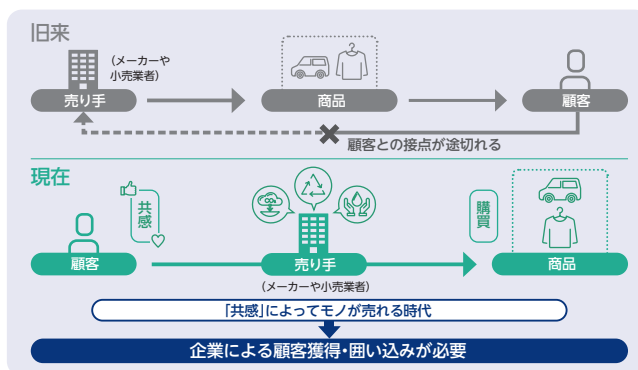 旧来
(メーカーや
小売業者)
売り手
商品
顧客
顧客との接点が途切れる
現在
共感
購買
顧客
売り手
商品
(メーカーや小売業者)
「共感」によってモノが売れる時代
企業による顧客獲得・囲い込みが必要